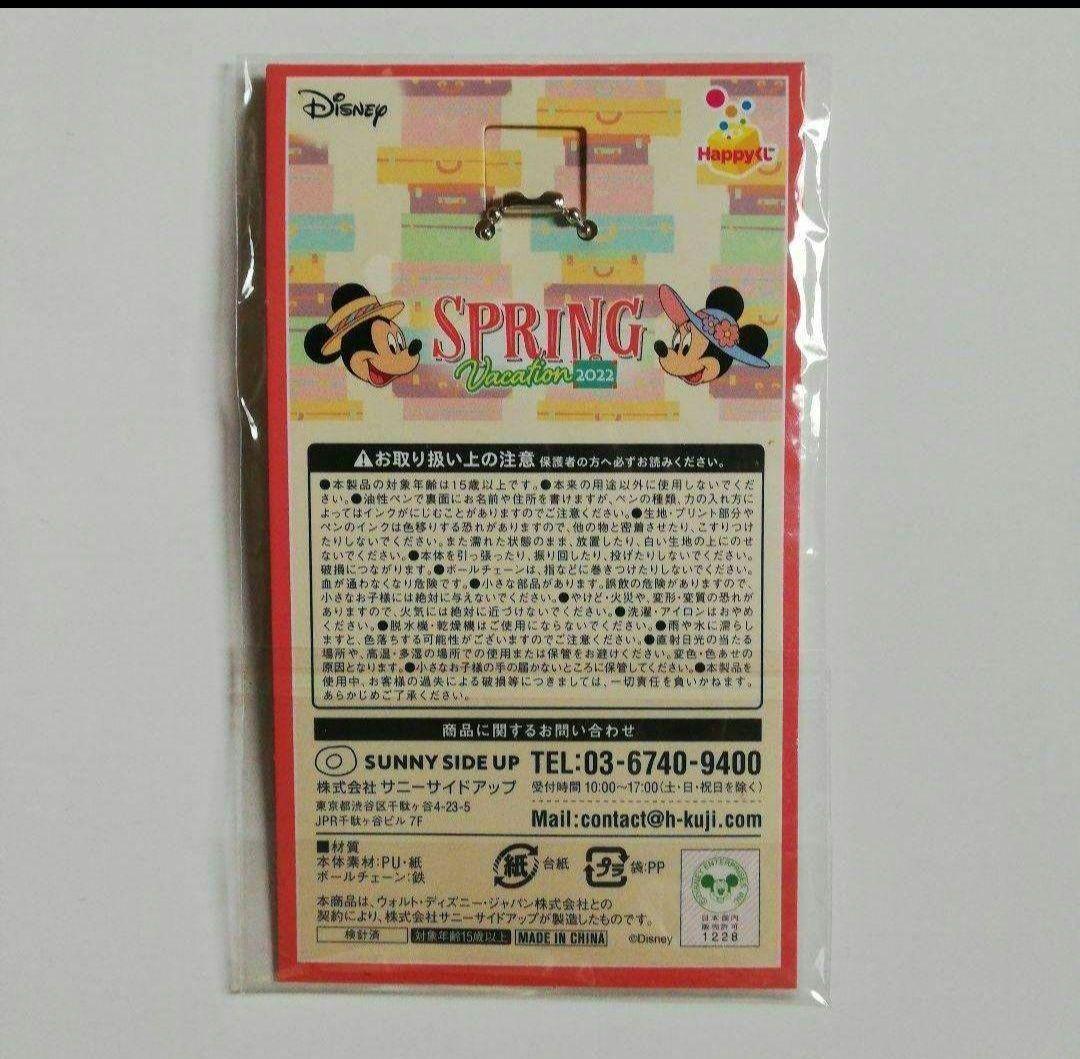 Disney
Happyくじ
SPRING
Vacation 2022
お取り扱い上の注意 保護者の方へ必ずお読みください。
●本製品の対象年齢は15歳以上です。●本来の用途以外に使用しないでくだ
さい。●油性ペンで裏面にお名前や住所を書けますが、ペンの種類、力の入れ方に
よってはインクがにじむことがありますのでご注意ください。●生地・プリント部分や
ペンのインクは色移りする恐れがありますので、他の物と密着させたり、こすりつけ
たりしないでください。また濡れた状態のまま、放置したり、白い生地の上にのせ
ないでください。●本体を引っ張ったり、振り回したり、投げたりしないでください。
破損につながります。●ボールチェーンは、指などに巻きつけたりしないでください。
血が通わなくなり危険です。●小さな部品があります。誤飲の危険がありますので、
小さなお子様には絶対に与えないでください。●やけど・火災や、変形・変質の恐れが
ありますので、火気には絶対に近づけないでください。●洗濯・アイロンはおやめ
ください。●脱水機・乾燥機はご使用にならないでください。●雨や水に濡らし
ますと、色落ちする可能性がございますのでご注意ください。●直射日光の当たる
場所や、高温・多湿の場所での使用または保管をお避けください。変色・色あせの
原因となります。●小さなお子様の手の届かないところに保管してください。●本製品を
使用中、お客様の過失による破損等につきましては、一切責任を負いかねます。
あらかじめご了承ください。
商品に関するお問い合わせ
SUNNY SIDE UP TEL:03-6740-9400
株式会社 サニーサイドアップ 受付時間 10:00〜17:00(土・日・祝日を除く)
東京都渋谷区千駄ヶ谷4-23-5
JPR千駄ヶ谷ビル 7F
Mail:contact@h-kuji.com
■材質
本体素材:PU・紙
ボールチェーン:鉄
紙 台紙 プラ 袋:PP
本商品は、ウォルト・ディズニー・ジャパン株式会社との
契約により、株式会社サニーサイドアップが製造したものです。
検針済 対象年齢15歳以上 MADE IN CHINA ©Disney
日本国内
販売許可
1228